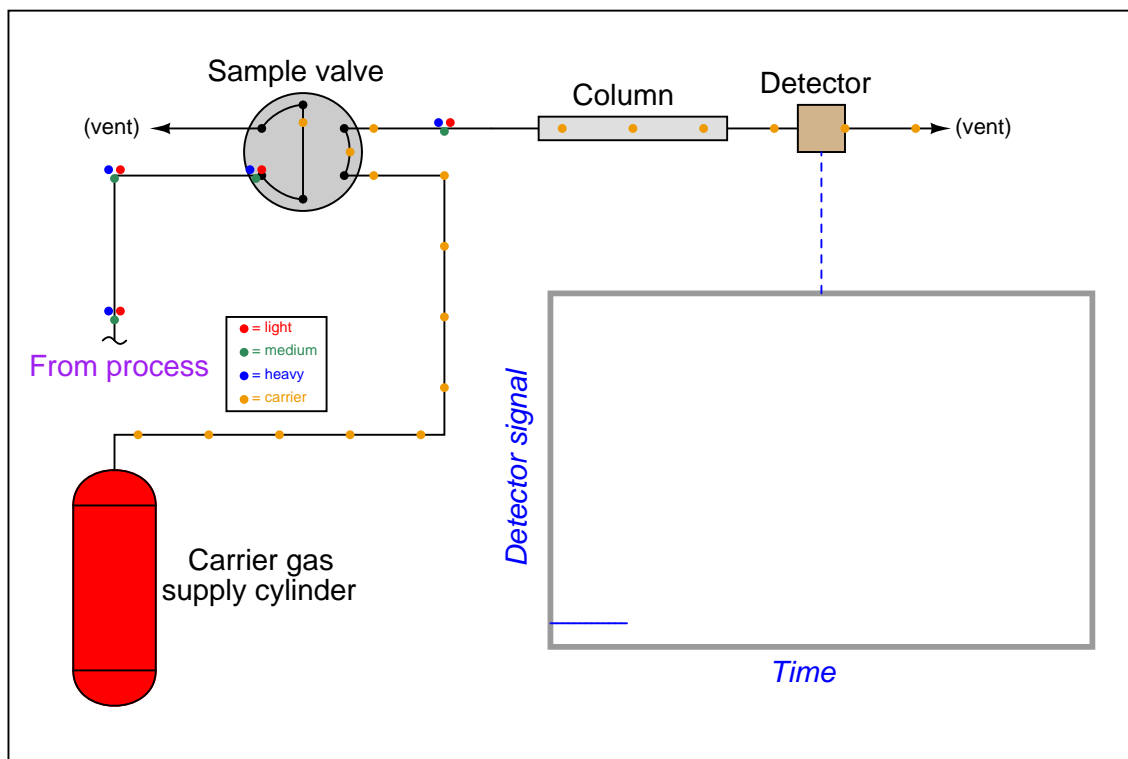 Sample valve
Column
Detector
(vent)
(vent)
= light
= medium
= heavy
= carrier
From process
Detector signal
Carrier gas
supply cylinder
Time